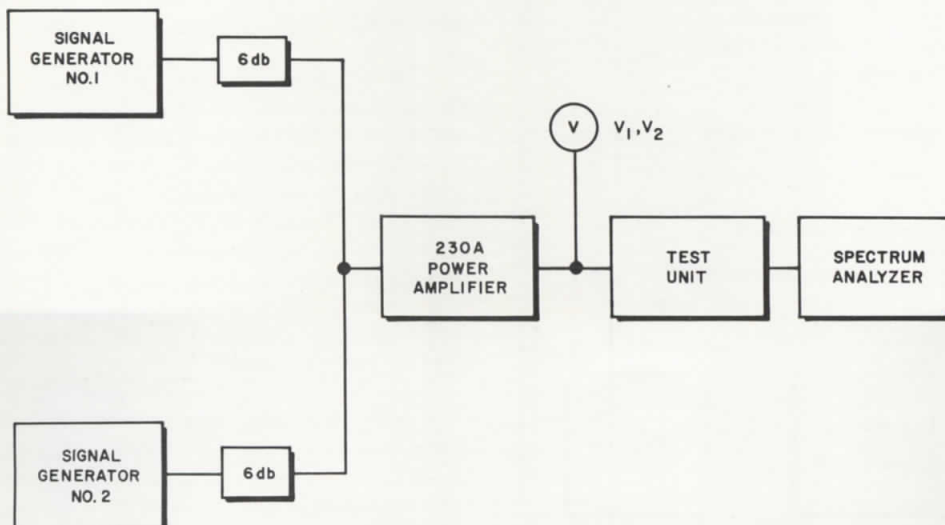 SIGNAL
GENERATOR
NO.1
6db
V
V1,V2
230A
POWER
AMPLIFIER
TEST
UNIT
SPECTRUM
ANALYZER
SIGNAL
GENERATOR
NO.2
6db